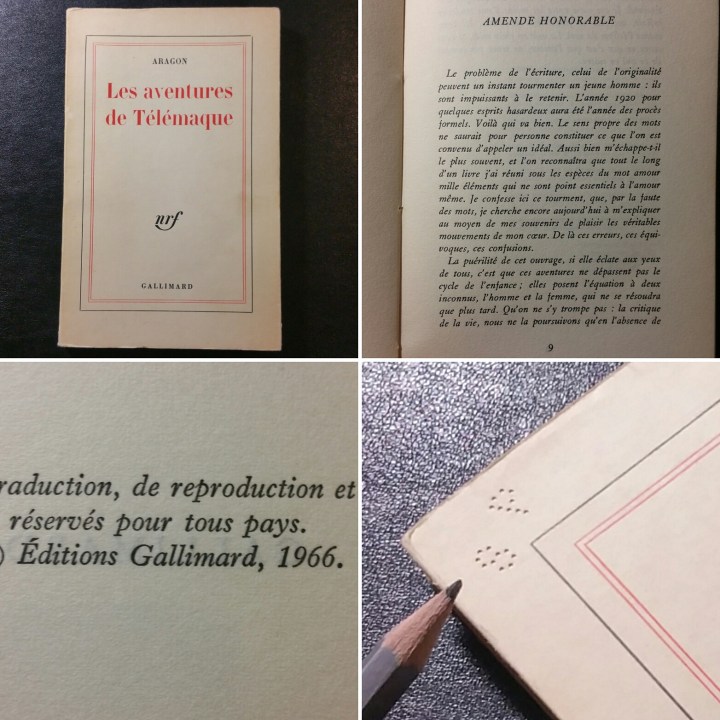 ARAGON
Les aventures
de Télémaque
nrf
GALLIMARD
AMENDE HONORABLE
Le problème de l'écriture, celui de l'originalité
peuvent un instant tourmenter un jeune homme : ils
sont impuissants à le retenir. L'année 1920 pour
quelques esprits hasardeux aura été l'année des procès
formels. Voilà qui va bien. Le sens propre des mots
ne saurait pour personne constituer ce que l'on est
convenu d'appeler un idéal. Aussi bien m'échappe-t-il
le plus souvent, et l'on reconnaîtra que tout le long
d'un livre j'ai réuni sous les espèces du mot amour
mille éléments qui ne sont point essentiels à l'amour
même. Je confesse ici ce tourment, que, par la faute
des mots, je cherche encore aujourd'hui à m'expliquer
au moyen de mes souvenirs de plaisir les véritables
mouvements de mon cœur. De là ces erreurs, ces équi-
voques, ces confusions.
La puérilité de cet ouvrage, si elle éclate aux yeux
de tous, c'est que ces aventures ne dépassent pas le
cycle de l'enfance ; elles posent l'équation à deux
inconnus, l'homme et la femme, qui ne se résoudra
que plus tard. Qu'on ne s'y trompe pas : la critique
de la vie, nous ne la poursuivons qu'en l'absence de
9
raduction, de reproduction et
réservés pour tous pays.
) Éditions Gallimard, 1966.